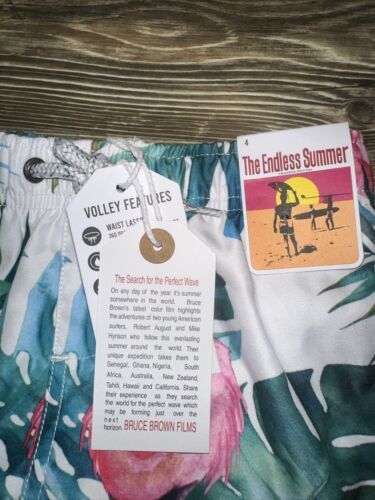 4
The Endless Summer
VOLLEY FEATURES
WAIST LASSO
360
The Search for the Perfect Wave
On any day of the year it's summer
somewhere in the world. Bruce
Brown's latest color film highlights
the adventures of two young American
surfers, Robert August and Mike
Hynson who follow this everlasting
summer around the world. Their
unique expedition takes them to
Senegal, Ghana, Nigeria, South
Africa, Australia, New Zealand,
Tahiti, Hawaii and California. Share
their experience as they search
the world for the perfect wave which
may be forming just over the
next
horizon. BRUCE BROWN FILMS